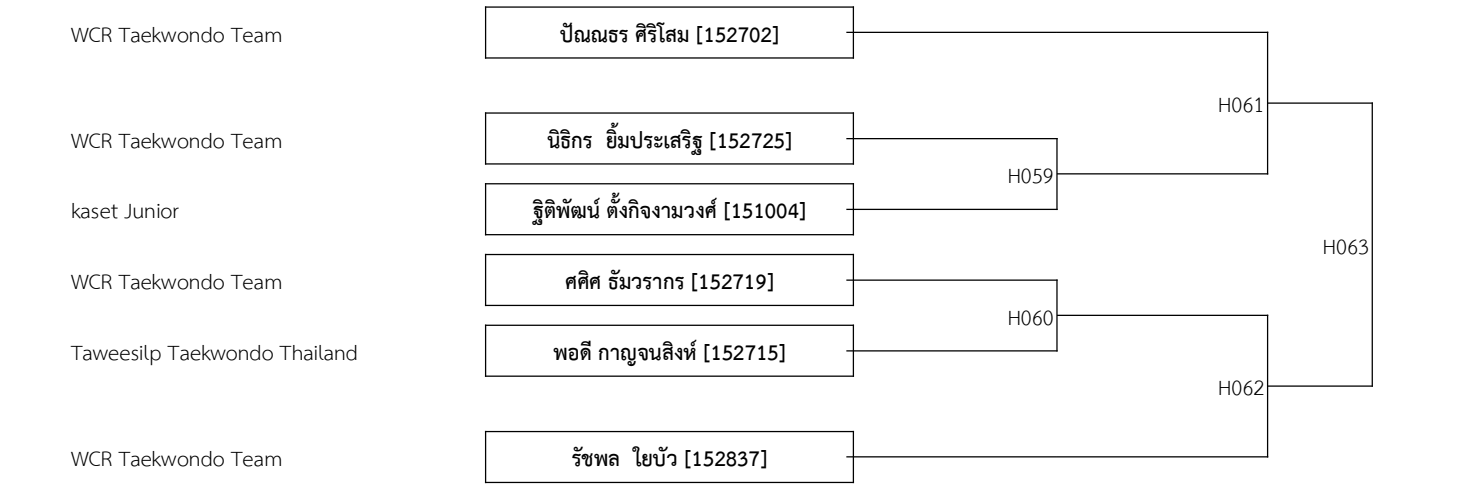 WCR Taekwondo Team ปัณณธร ศิริโสม [152702]
H061
WCR Taekwondo Team นิธิกร  ยิ้มประเสริฐ [152725]
H059
kaset Junior ฐิติพัฒน์ ตั้งกิจงามวงศ์ [151004]
H063
WCR Taekwondo Team ศศิศ ธัมวรากร [152719]
H060
Taweesilp Taekwondo Thailand พอดี กาญจนสิงห์ [152715]
H062
WCR Taekwondo Team รัชพล  ใยบัว [152837]